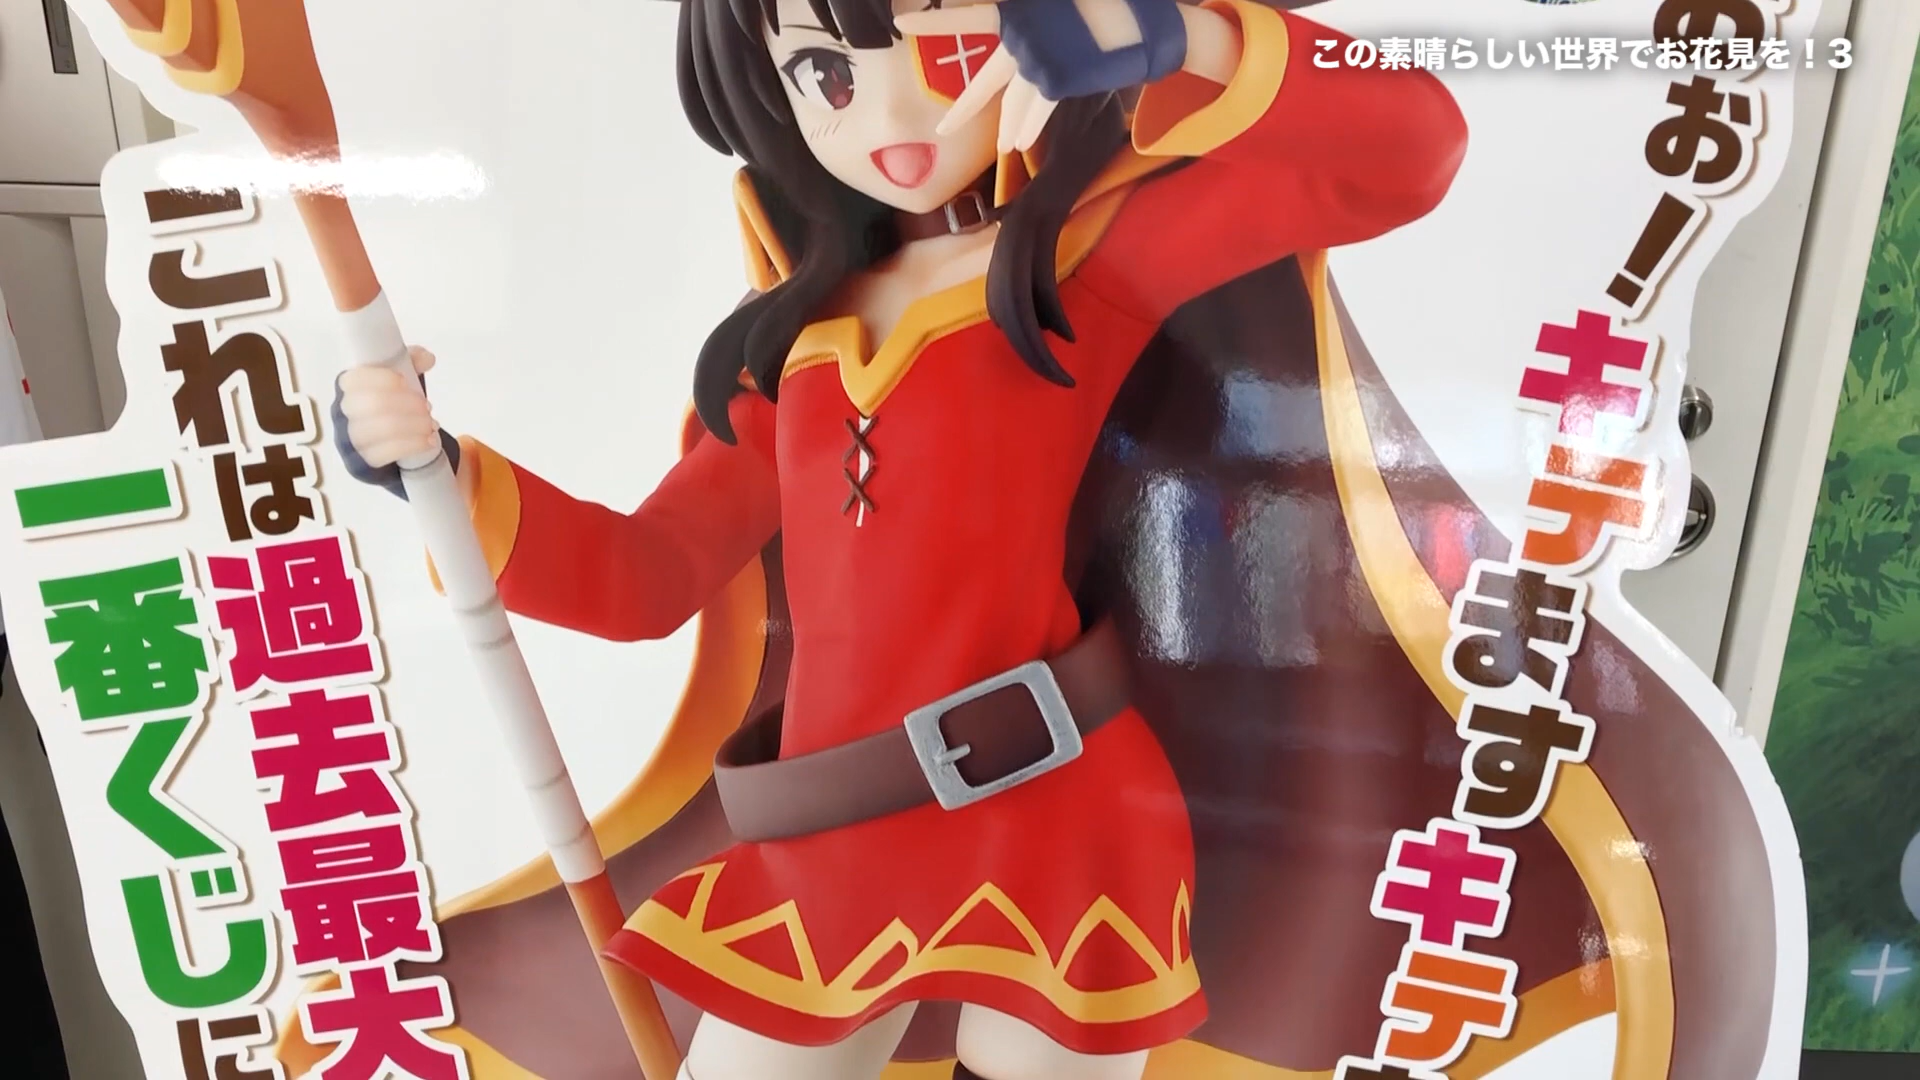 この素晴らしい世界でお花見を！3
のお！
キテますキテ
これは過去最大
一番くじに